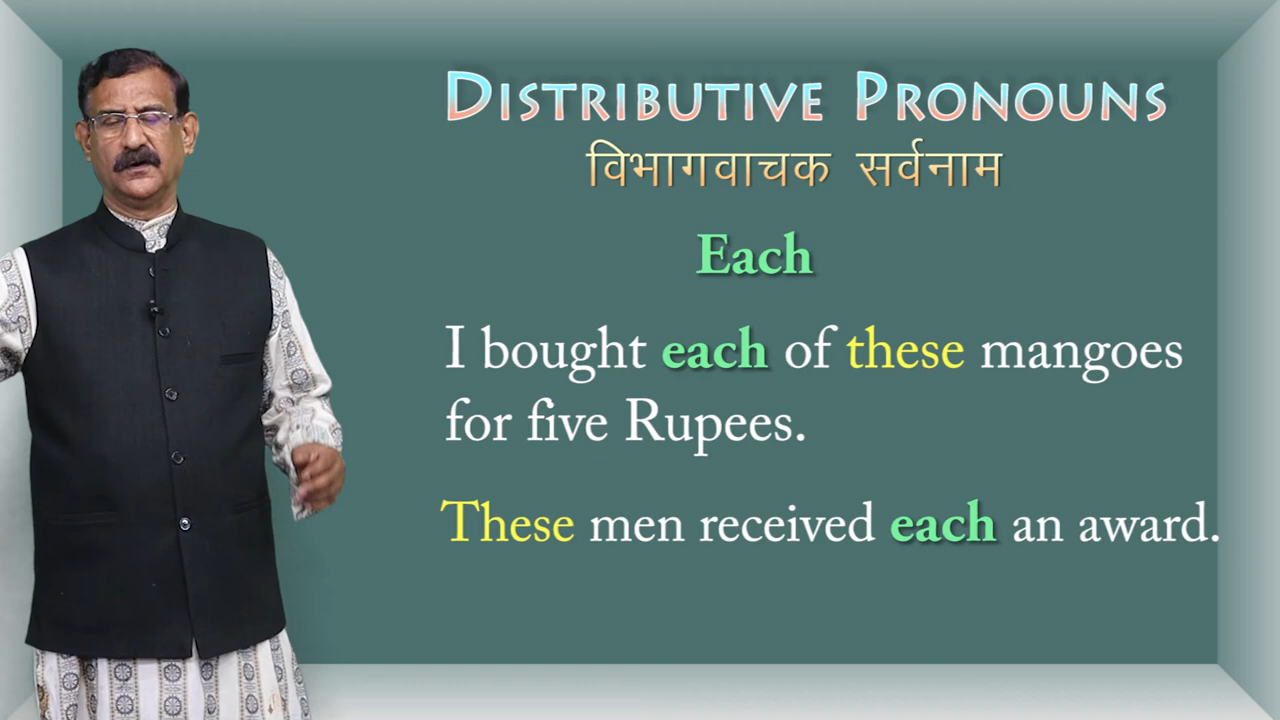 DISTRIBUTIVE PRONOUNS
विभागवाचक सर्वनाम
Each
I bought each of these mangoes
for five Rupees.
These men received each an award.